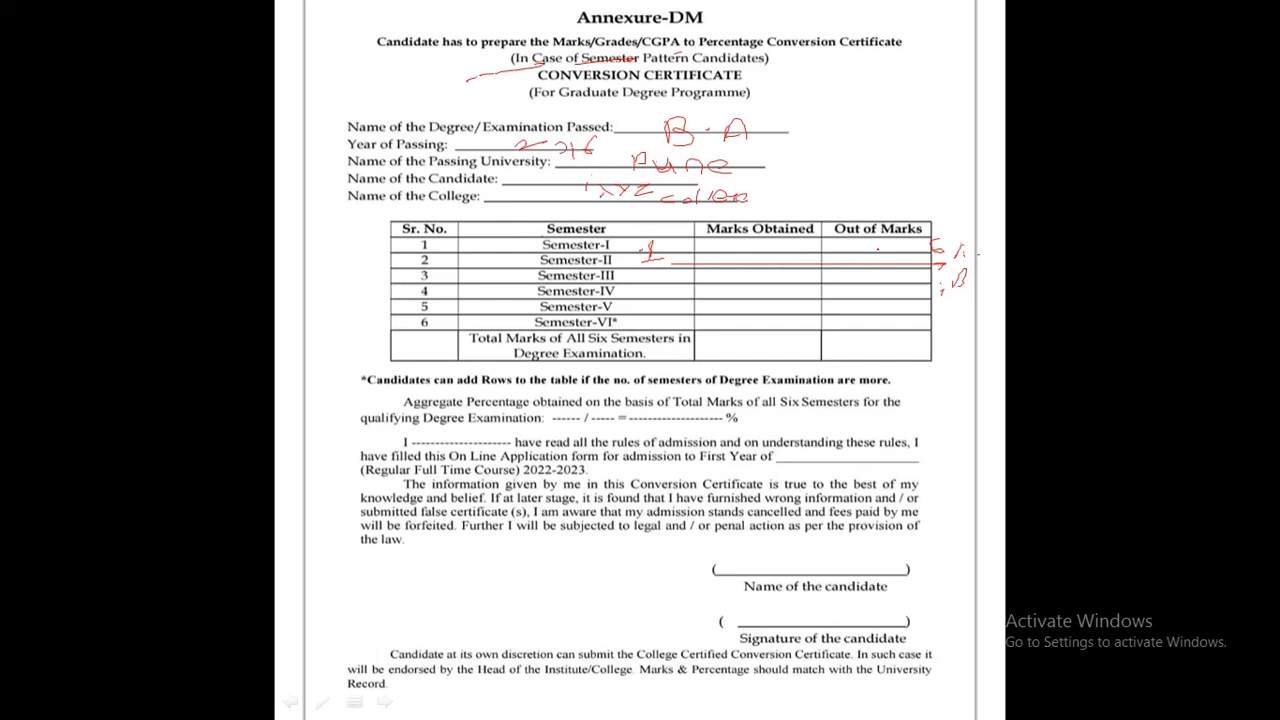 Annexure-DM
Candidate has to prepare the Marks/Grades/CGPA to Percentage Conversion Certificate
(In Case of Semester Pattern Candidates)
CONVERSION CERTIFICATE
(For Graduate Degree Programme)
Name of the Degree/Examination Passed: B.A
Year of Passing:
Name of the Passing University: Pune
Name of the Candidate: xyz
Name of the College:
Sr. No. Semester Marks Obtained Out of Marks
1 Semester-I
2 Semester-II
3 Semester-III
4 Semester-IV
5 Semester-V
6 Semester-VI*
Total Marks of All Six Semesters in
Degree Examination.
*Candidates can add Rows to the table if the no. of semesters of Degree Examination are more.
Aggregate Percentage obtained on the basis of Total Marks of all Six Semesters for the
qualifying Degree Examination: ------ / ----- = -------------------- %
I --------------------- have read all the rules of admission and on understanding these rules, I
have filled this On Line Application form for admission to First Year of ____________________
(Regular Full Time Course) 2022-2023.
The information given by me in this Conversion Certificate is true to the best of my
knowledge and belief. If at later stage, it is found that I have furnished wrong information and / or
submitted false certificate (s), I am aware that my admission stands cancelled and fees paid by me
will be forfeited. Further I will be subjected to legal and / or penal action as per the provision of
the law.
(____________________)
Name of the candidate
( __________________)
Signature of the candidate
Candidate at its own discretion can submit the College Certified Conversion Certificate. In such case it
will be endorsed by the Head of the Institute/College. Marks & Percentage should match with the University
Record.
Activate Windows
Go to Settings to activate Windows.